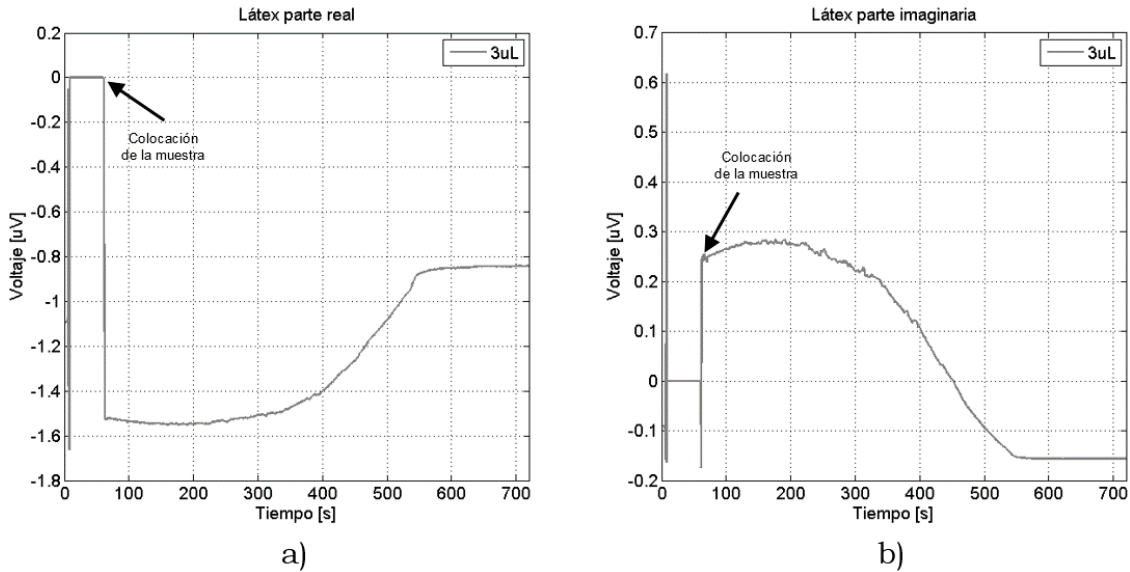 Látex parte real
0.2
0
-0.2
-0.4
-0.6
-0.8
-1
-1.2
-1.4
-1.6
-1.8
Voltaje [uV]
3uL
Colocación
de la muestra
0 100 200 300 400 500 600 700
Tiempo [s]
a)
Látex parte imaginaria
0.7
0.6
0.5
0.4
0.3
0.2
0.1
0
-0.1
-0.2
Voltaje [uV]
3uL
Colocación
de la muestra
0 100 200 300 400 500 600 700
Tiempo [s]
b)